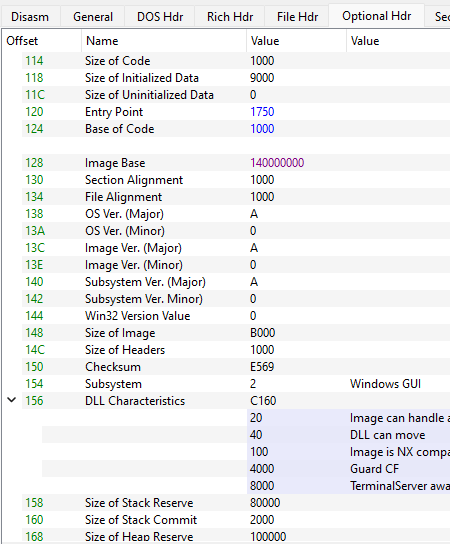 Disasm General DOS Hdr Rich Hdr File Hdr Optional Hdr Sec
Offset Name Value Value
114 Size of Code 1000
118 Size of Initialized Data 9000
11C Size of Uninitialized Data 0
120 Entry Point 1750
124 Base of Code 1000
128 Image Base 140000000
130 Section Alignment 1000
134 File Alignment 1000
138 OS Ver. (Major) A
13A OS Ver. (Minor) 0
13C Image Ver. (Major) A
13E Image Ver. (Minor) 0
140 Subsystem Ver. (Major) A
142 Subsystem Ver. Minor) 0
144 Win32 Version Value 0
148 Size of Image B000
14C Size of Headers 1000
150 Checksum E569
154 Subsystem 2 Windows GUI
156 DLL Characteristics C160
20 Image can handle a
40 DLL can move
100 Image is NX compa
4000 Guard CF
8000 TerminalServer awa
158 Size of Stack Reserve 80000
160 Size of Stack Commit 2000
168 Size of Heap Reserve 100000